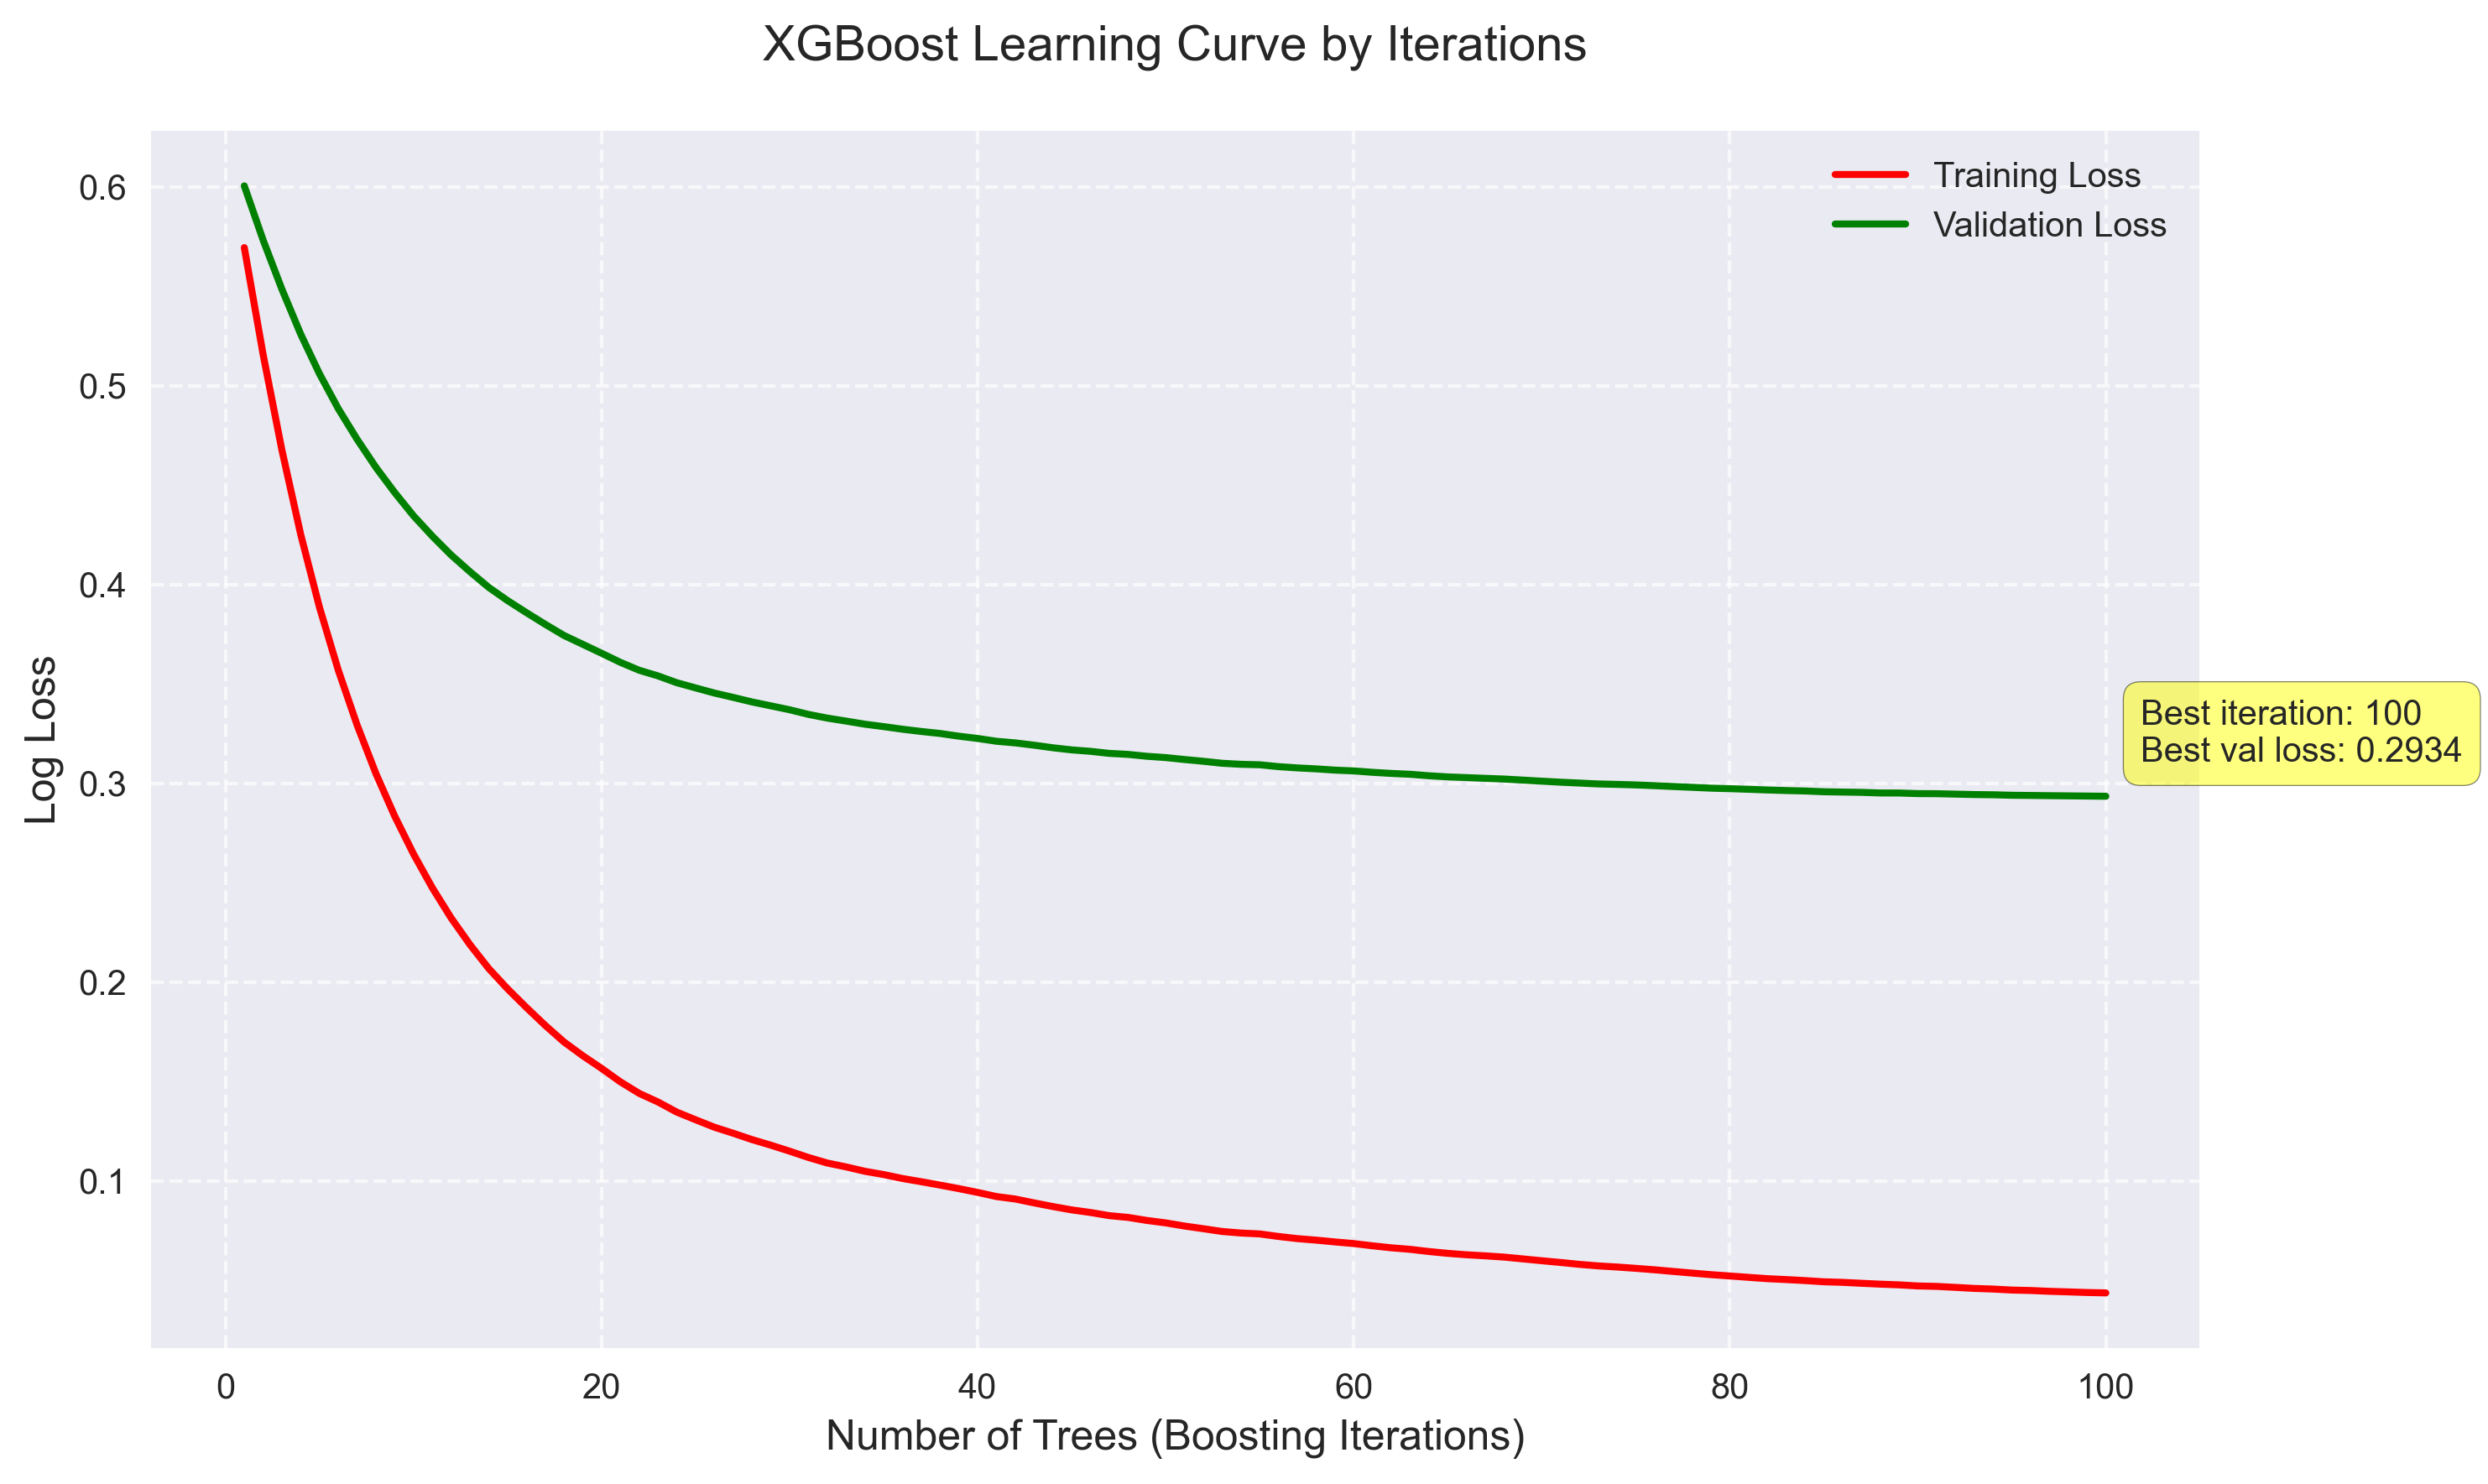 XGBoost Learning Curve by Iterations
Training Loss
Validation Loss
0.6
0.5
0.4
0.3
0.2
0.1
Log Loss
Best iteration: 100
Best val loss: 0.2934
0 20 40 60 80 100
Number of Trees (Boosting Iterations)